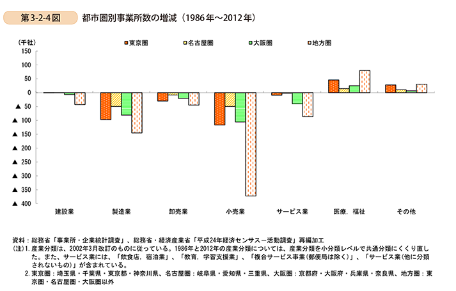 第3-2-4図 都市圏別事業所数の増減（1986年～2012年）
（千社）
東京圏 名古屋圏 大阪圏 地方圏
150
100
50
0
▲ 50
▲ 100
▲ 150
▲ 200
▲ 250
▲ 300
▲ 350
▲ 400
建設業 製造業 卸売業 小売業 サービス業 医療、福祉 その他
資料：総務省「事業所・企業統計調査」、総務省・経済産業省「平成24年経済センサス－活動調査」再編加工
（注）1. 産業分類は、2002年3月改訂のものに従っている。1986年と2012年の産業分類については、産業分類を小分類レベルで共通分類にくくり直し
た。また、サービス業には、「飲食店，宿泊業」、「教育，学習支援業」、「複合サービス事業（郵便局は除く）」、「サービス業（他に分類
されないもの）」が含まれている。
2. 東京圏：埼玉県・千葉県・東京都・神奈川県、名古屋圏：岐阜県・愛知県・三重県、大阪圏：京都府・大阪府・兵庫県・奈良県、地方圏：東
京圏・名古屋圏・大阪圏以外